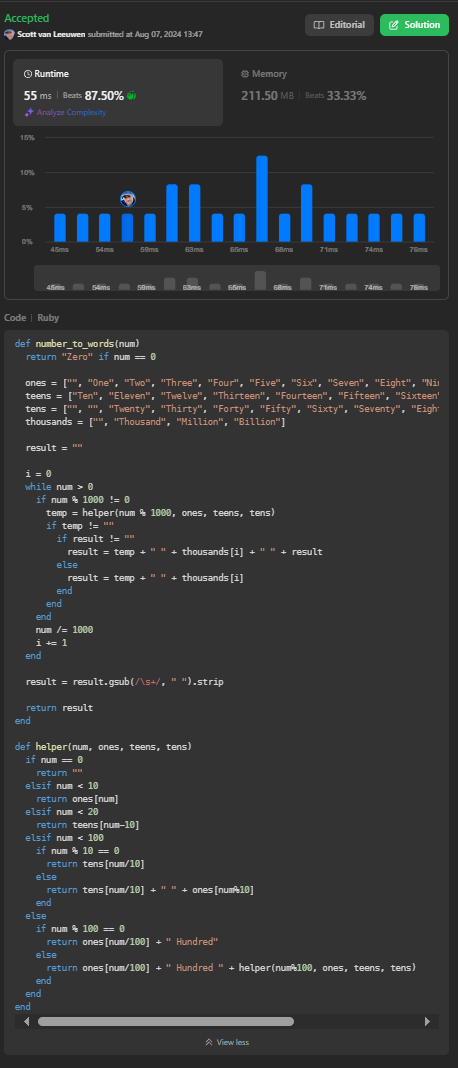 Accepted
Scott van Leeuwen submitted at Aug 07, 2024 13:47
Editorial
Solution
Runtime
55 ms | Beats 87.50%
Analyze Complexity
Memory
211.50 MB | Beats 33.33%
15%
10%
5%
0%
45ms 54ms 59ms 63ms 65ms 68ms 71ms 74ms 76ms
45ms 54ms 59ms 63ms 65ms 68ms 71ms 74ms 76ms
Code | Ruby
def number_to_words(num)
  return "Zero" if num == 0

  ones = ["", "One", "Two", "Three", "Four", "Five", "Six", "Seven", "Eight",
  teens = ["Ten", "Eleven", "Twelve", "Thirteen", "Fourteen", "Fifteen", "Sixteen"
  tens = ["", "", "Twenty", "Thirty", "Forty", "Fifty", "Sixty", "Seventy", "Eigh
  thousands = ["", "Thousand", "Million", "Billion"]

  result = ""

  i = 0
  while num > 0
    if num % 1000 != 0
      temp = helper(num % 1000, ones, teens, tens)
      if temp != ""
        if result != ""
          result = temp + " " + thousands[i] + " " + result
        else
          result = temp + " " + thousands[i]
        end
      end
    end
    num /= 1000
    i += 1
  end

  result = result.gsub(/\s+/, " ").strip

  return result
end

def helper(num, ones, teens, tens)
  if num == 0
    return ""
  elsif num < 10
    return ones[num]
  elsif num < 20
    return teens[num-10]
  elsif num < 100
    if num % 10 == 0
      return tens[num/10]
    else
      return tens[num/10] + " " + ones[num%10]
    end
  else
    if num % 100 == 0
      return ones[num/100] + " Hundred"
    else
      return ones[num/100] + " Hundred " + helper(num%100, ones, teens, tens)
    end
  end
end
View less